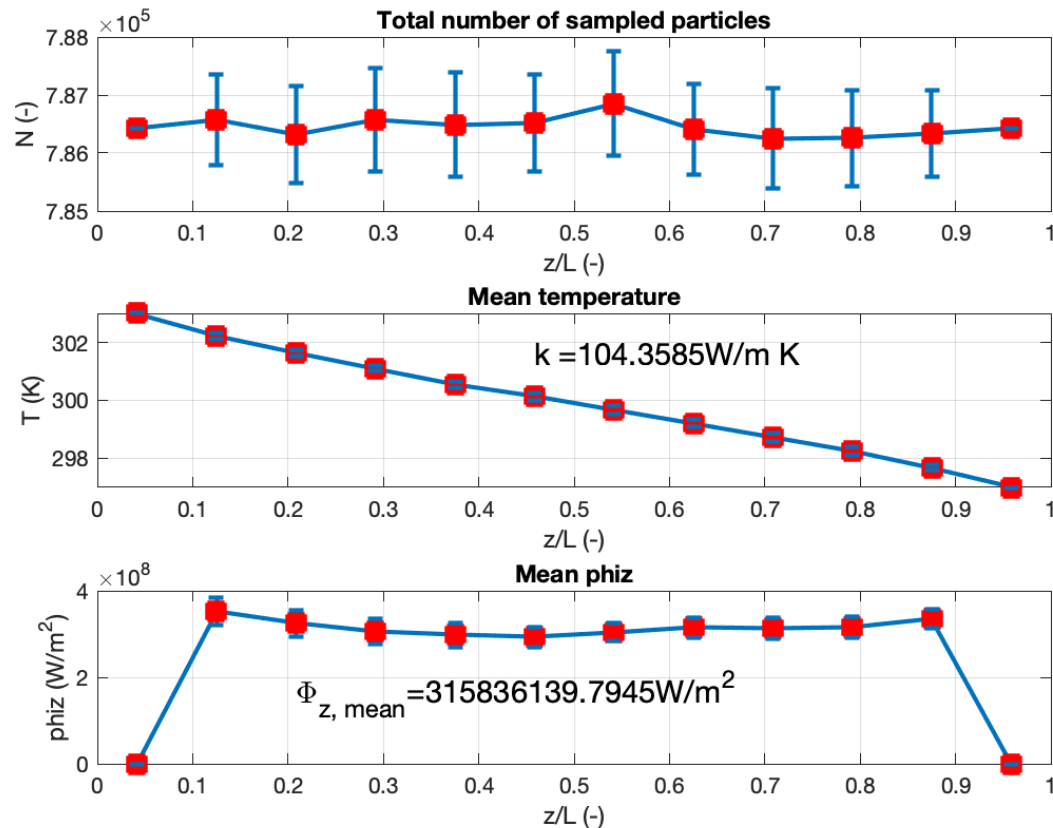 Total number of sampled particles
×10^5
7.88
7.87
7.86
7.85
N (-)
0 0.1 0.2 0.3 0.4 0.5 0.6 0.7 0.8 0.9 1
z/L (-)
Mean temperature
302
300
298
T (K)
k =104.3585W/m K
0 0.1 0.2 0.3 0.4 0.5 0.6 0.7 0.8 0.9 1
z/L (-)
Mean phiz
×10^8
4
2
0
phiz (W/m^2)
Φ_z, mean=315836139.7945W/m^2
0 0.1 0.2 0.3 0.4 0.5 0.6 0.7 0.8 0.9 1
z/L (-)